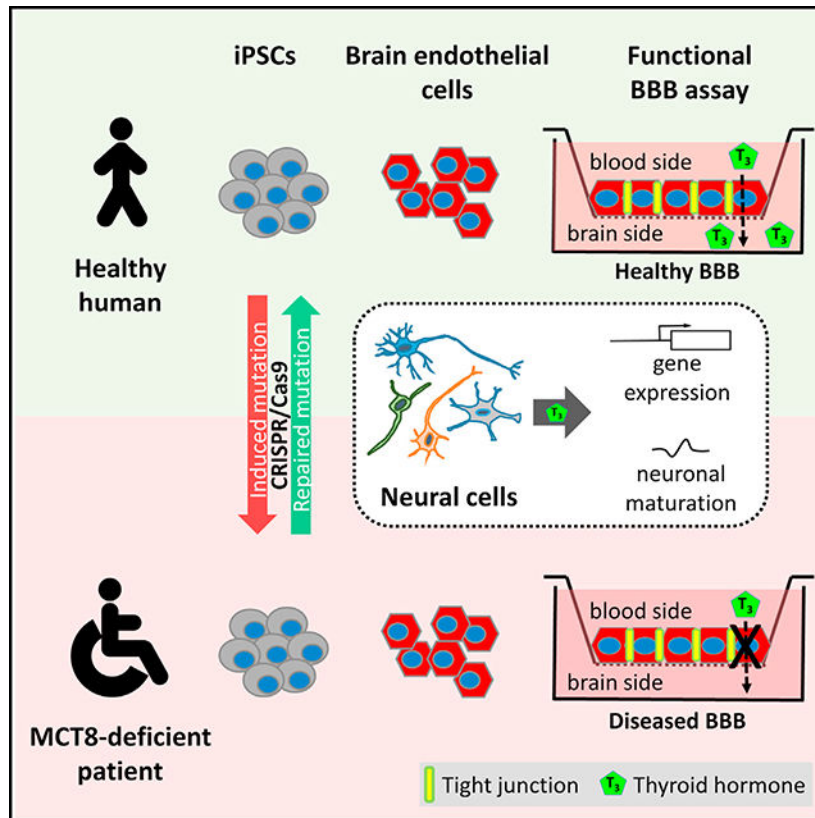 iPSCs
Brain endothelial
cells
Functional
BBB assay
Healthy
human
blood side
T₃
brain side
T₃
T₃
Healthy BBB
Induced mutation
CRISPR/Cas9
Repaired mutation
Neural cells
T₃
gene
expression
neuronal
maturation
MCT8-deficient
patient
blood side
T₃
brain side
Diseased BBB
Tight junction
T₃ Thyroid hormone